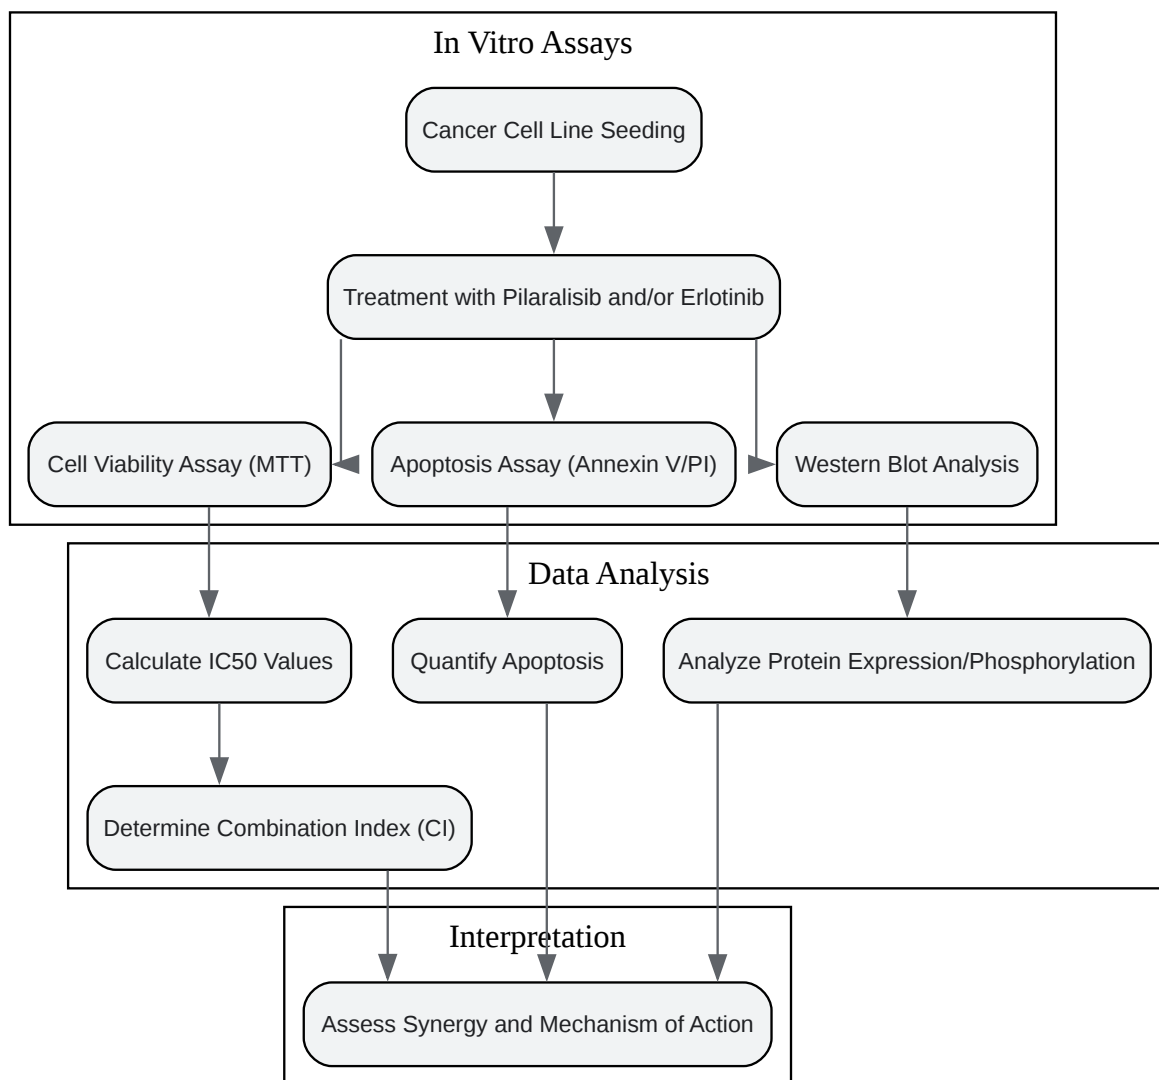 In Vitro Assays
Cancer Cell Line Seeding
Treatment with Pilaralisib and/or Erlotinib
Cell Viability Assay (MTT)
Apoptosis Assay (Annexin V/PI)
Western Blot Analysis
Data Analysis
Calculate IC50 Values
Quantify Apoptosis
Analyze Protein Expression/Phosphorylation
Determine Combination Index (CI)
Interpretation
Assess Synergy and Mechanism of Action